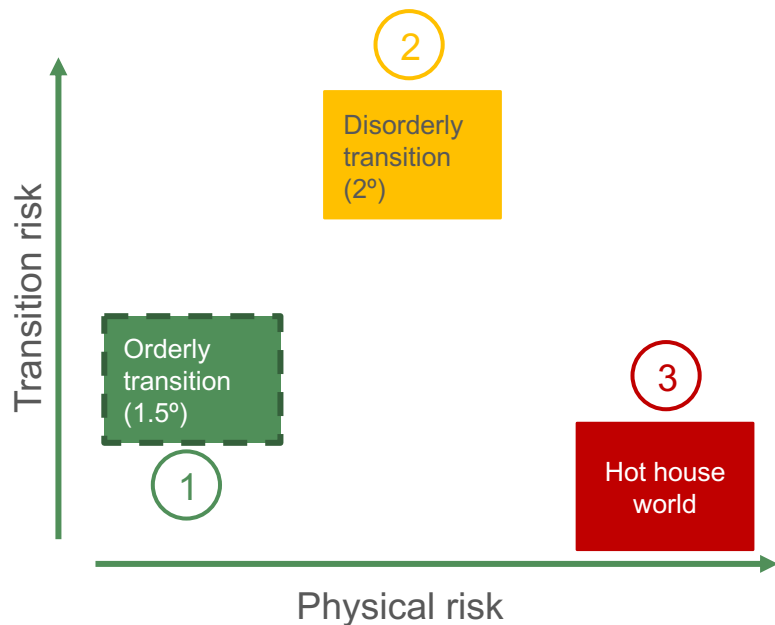 2
Disorderly
transition
(2º)
Transition risk
Orderly
transition
(1.5º)
1
3
Hot house
world
Physical risk